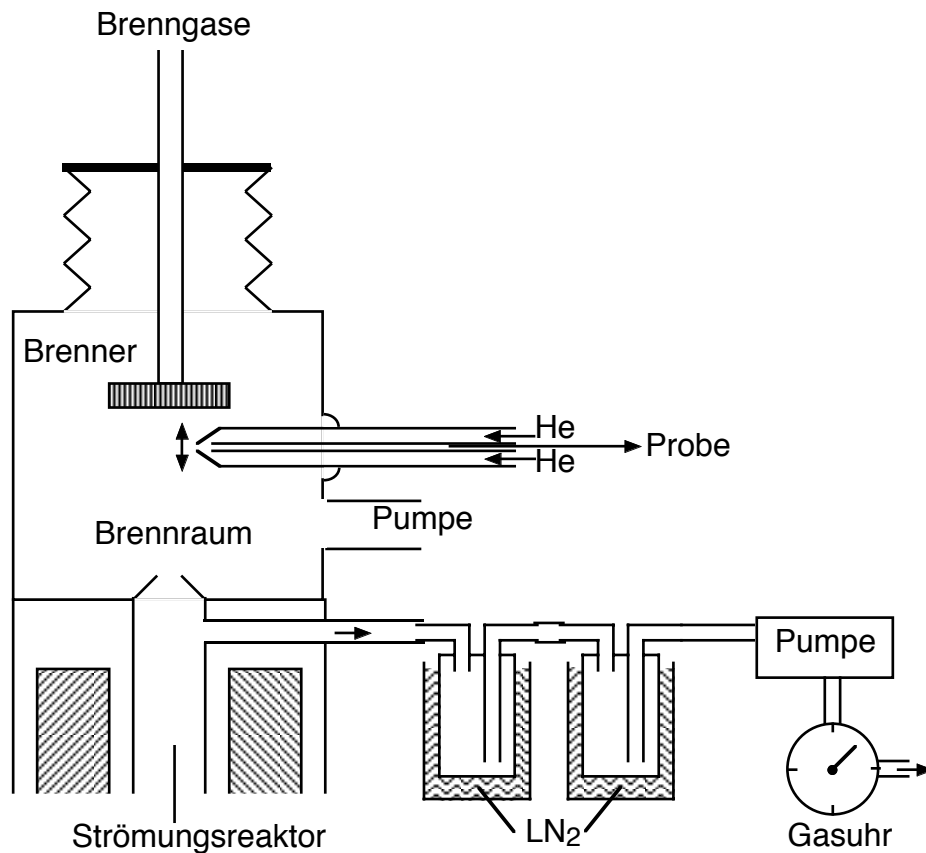 Brenngase
Brenner
He
Probe
He
Pumpe
Brennraum
Pumpe
LN₂
Strömungsreaktor
Gasuhr